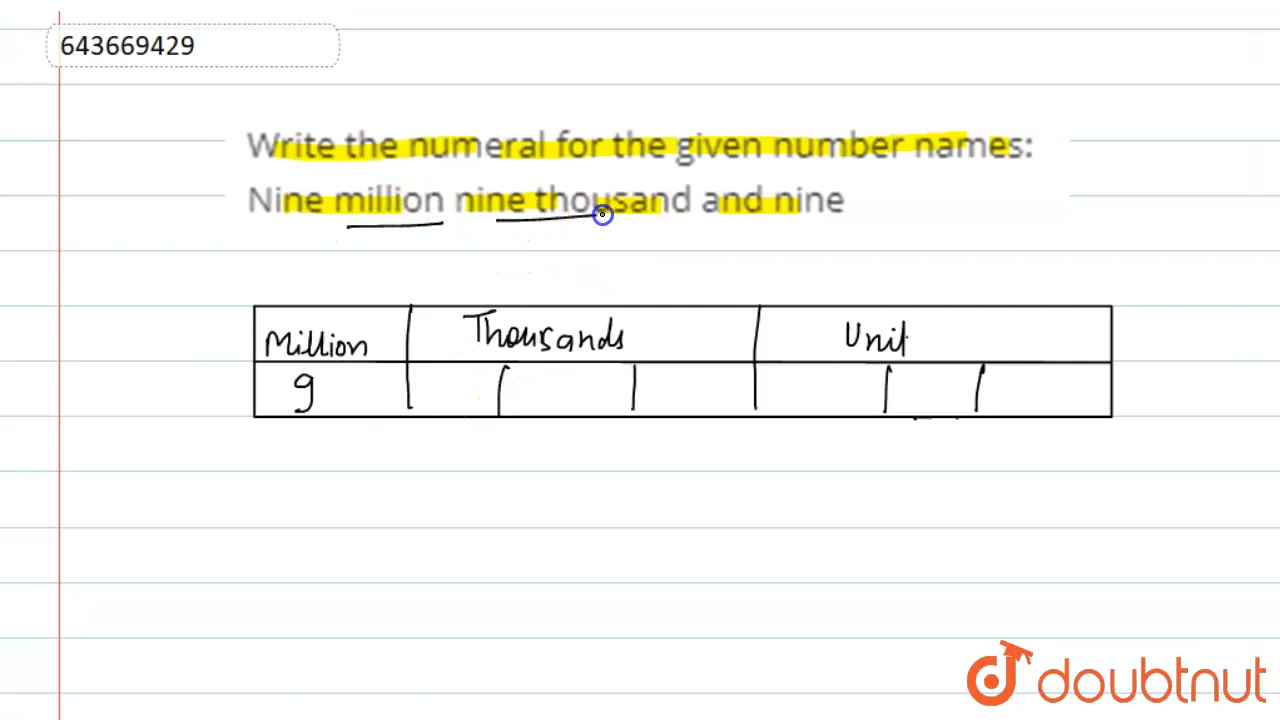 643669429
Write the numeral for the given number names:
Nine million nine thousand and nine
Million Thousands Unit
9
doubtnut